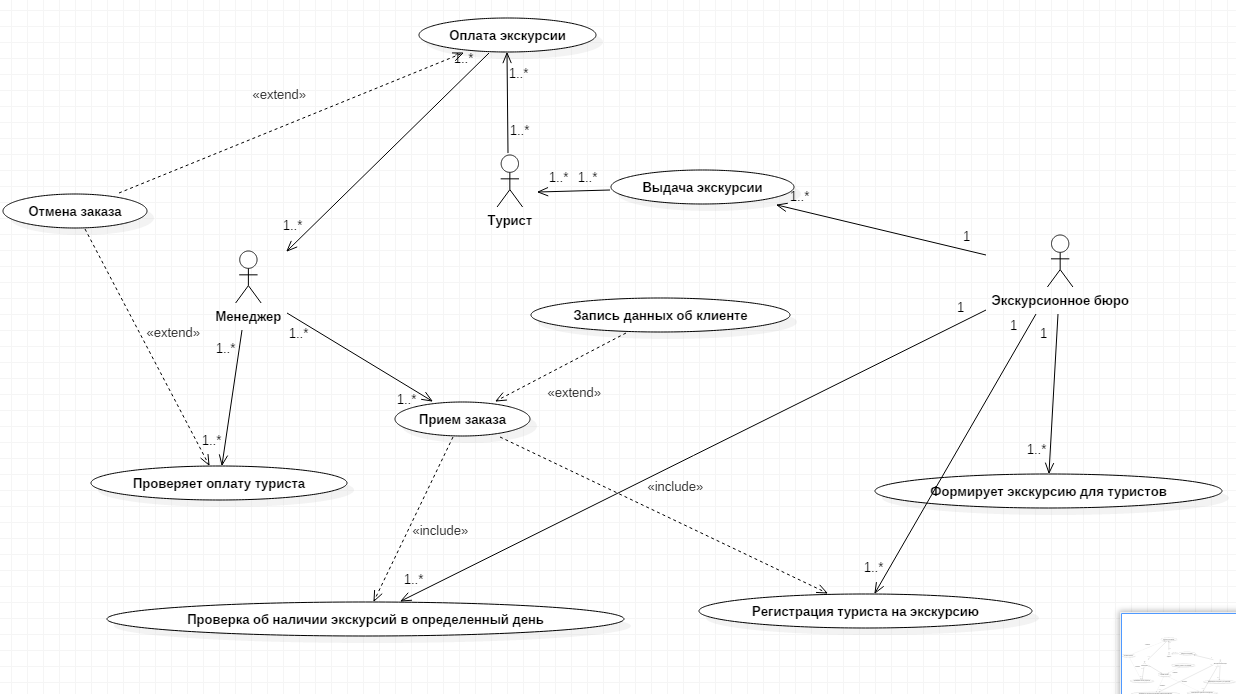 Оплата экскурсии
1..*
1..*
«extend»
1..*
1..*
1..*
Выдача экскурсии
1..*
Отмена заказа
Турист
1..*
1
Менеджер
Экскурсионное бюро
1
Запись данных об клиенте
1
1
«extend»
1..*
1..*
«extend»
1..*
Прием заказа
1..*
1..*
Проверяет оплату туриста
«include»
Формирует экскурсию для туристов
«include»
1..*
1..*
Проверка об наличии экскурсий в определенный день
Регистрация туриста на экскурсию